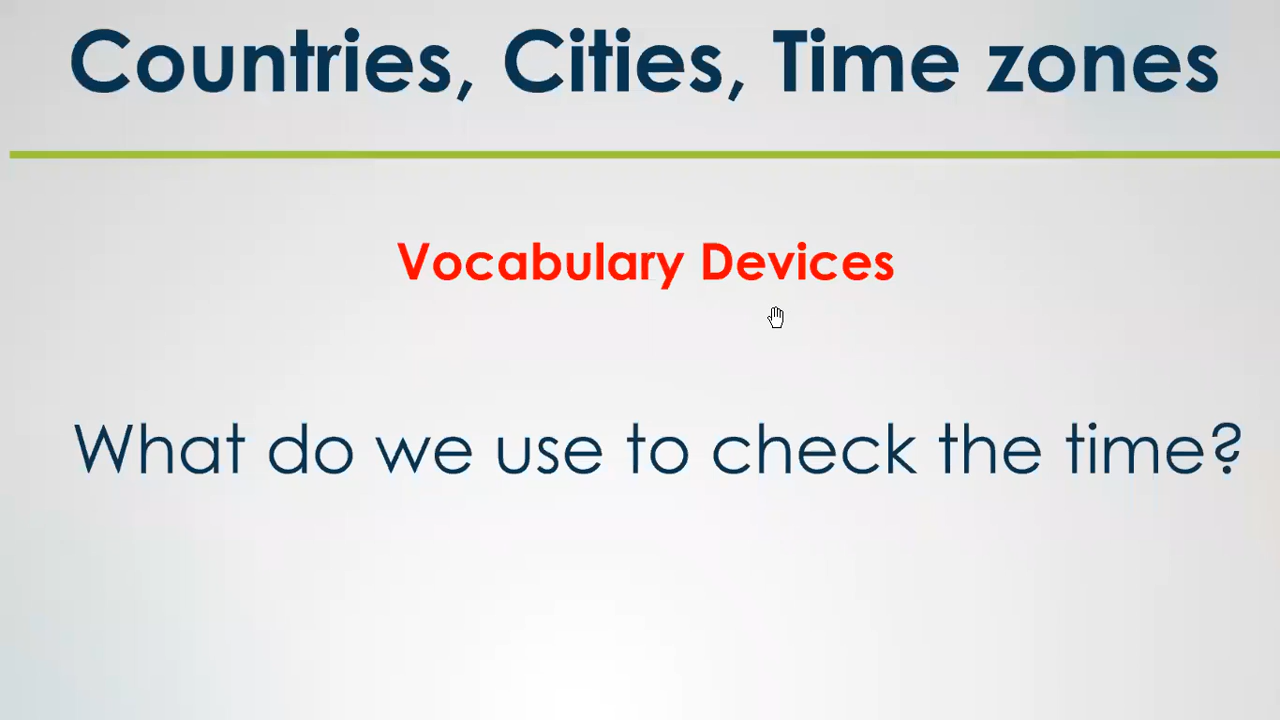 Countries, Cities, Time zones
Vocabulary Devices
What do we use to check the time?